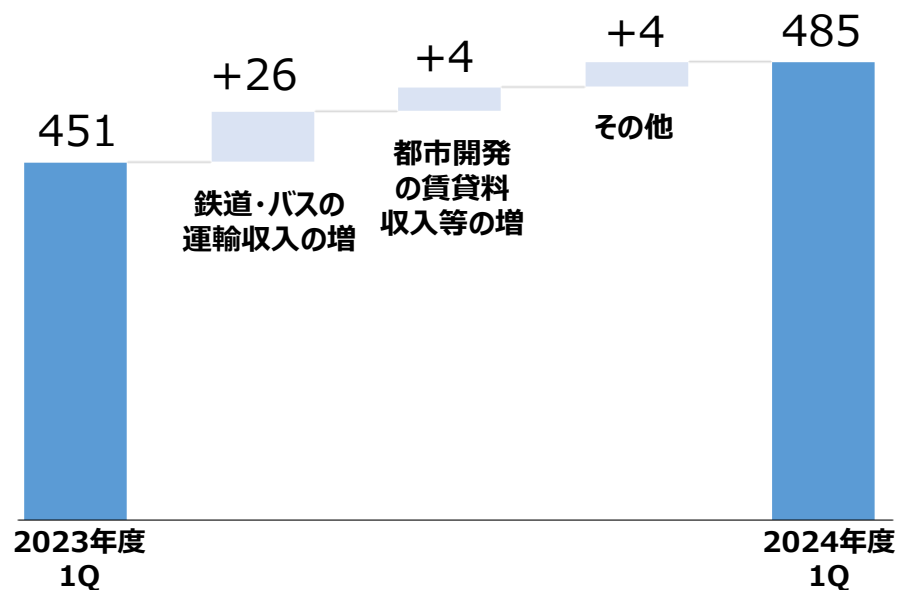 451
+26
+4
+4
485
鉄道・バスの
運輸収入の増
都市開発
の賃貸料
収入等の増
その他
2023年度
1Q
2024年度
1Q